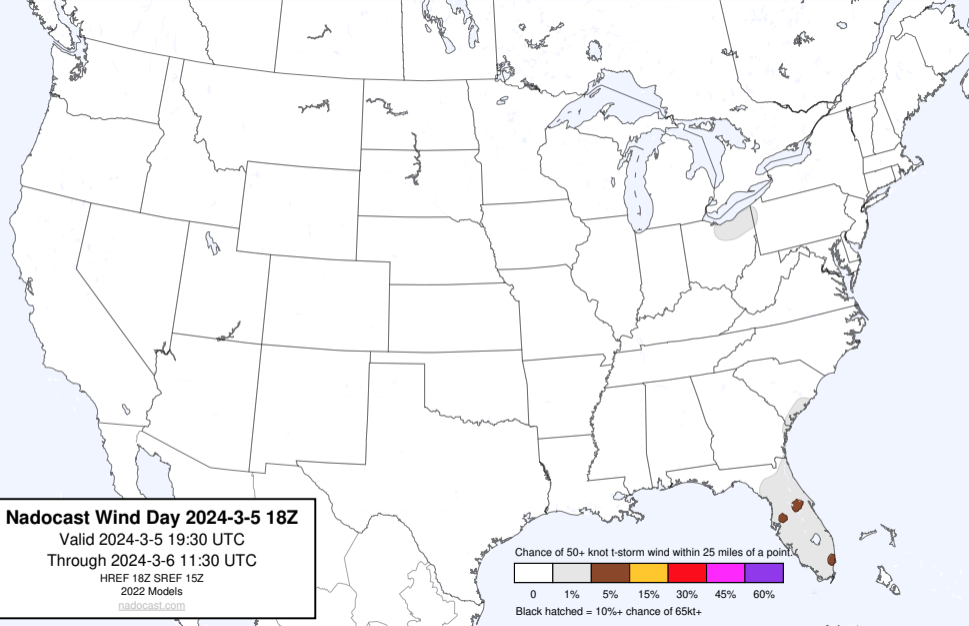 Nadocast Wind Day 2024-3-5 18Z
Valid 2024-3-5 19:30 UTC
Through 2024-3-6 11:30 UTC
HREF 18Z SREF 15Z
2022 Models
nadocast.com
Chance of 50+ knot t-storm wind within 25 miles of a point.
0 1% 5% 15% 30% 45% 60%
Black hatched = 10%+ chance of 65kt+